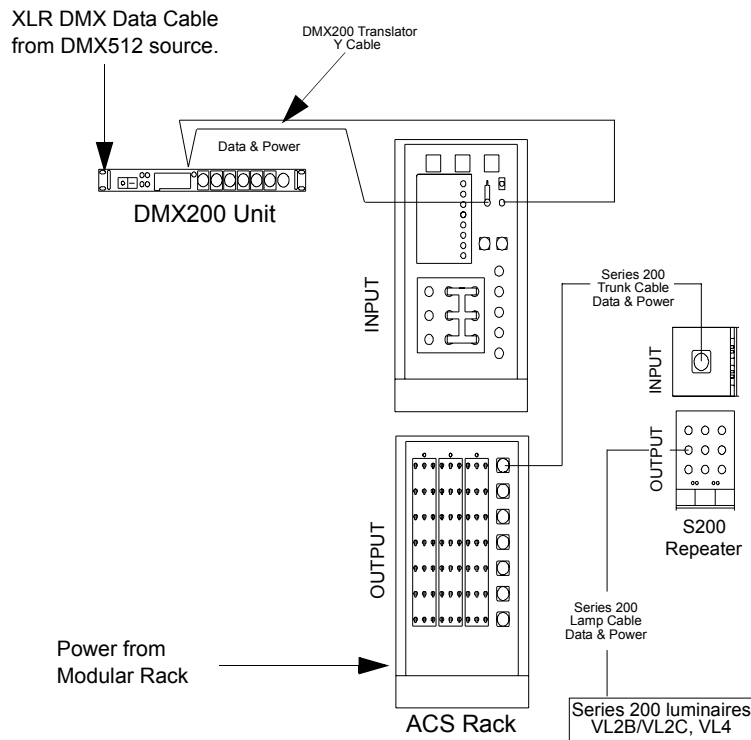 XLR DMX Data Cable
from DMX512 source.
DMX200 Translator
Y Cable
Data & Power
DMX200 Unit
INPUT
Series 200
Trunk Cable
Data & Power
INPUT
OUTPUT
S200
Repeater
OUTPUT
Series 200
Lamp Cable
Data & Power
Power from
Modular Rack
ACS Rack
Series 200 luminaires
VL2B/VL2C, VL4